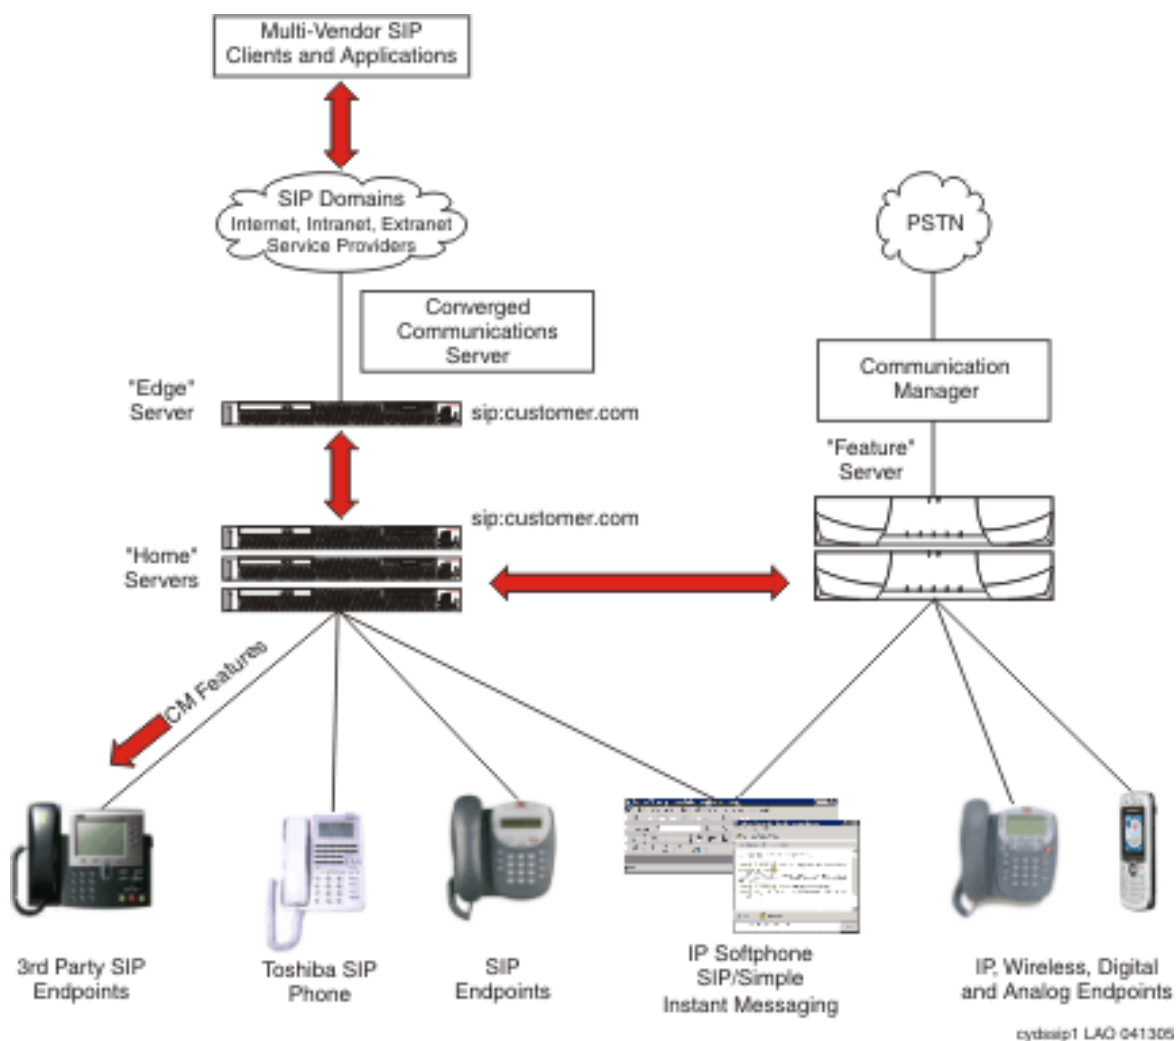 Multi-Vendor SIP
Clients and Applications
SIP Domains
Internet, Intranet, Extranet
Service Providers
PSTN
Converged
Communications
Server
Communication
Manager
"Edge"
Server
sip:customer.com
"Feature"
Server
sip:customer.com
"Home"
Servers
CM Features
3rd Party SIP
Endpoints
Toshiba SIP
Phone
SIP
Endpoints
IP Softphone
SIP/Simple
Instant Messaging
IP, Wireless, Digital
and Analog Endpoints
cydssip1 LAO 041305